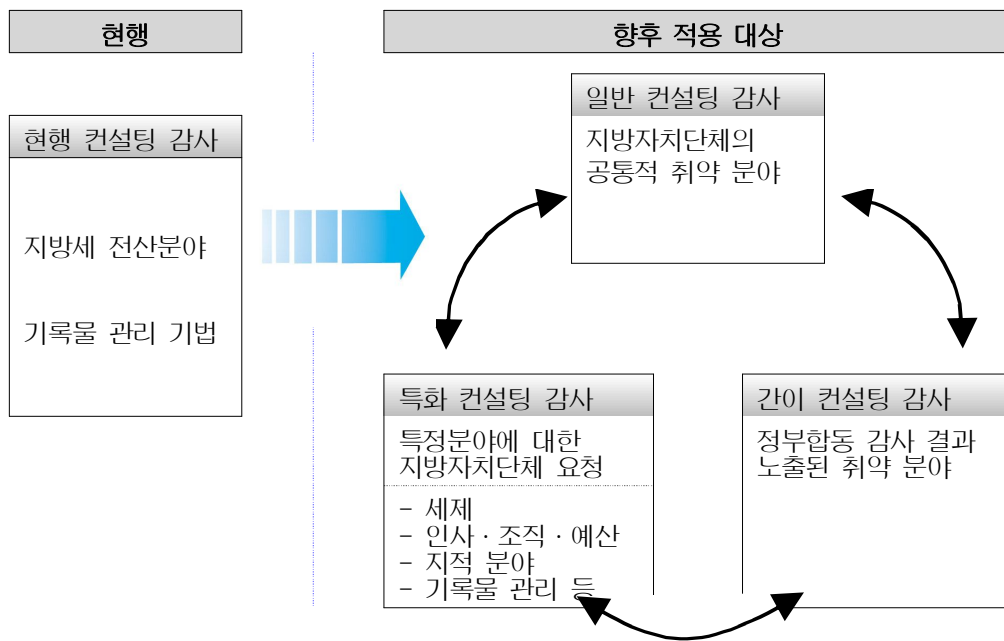 현행
향후 적용 대상
현행 컨설팅 감사
지방세 전산분야
기록물 관리 기법
일반 컨설팅 감사
지방자치단체의
공통적 취약 분야
특화 컨설팅 감사
특정분야에 대한
지방자치단체 요청
- 세제
- 인사·조직·예산
- 지적 분야
- 기록물 관리 등
간이 컨설팅 감사
정부합동 감사 결과
노출된 취약 분야